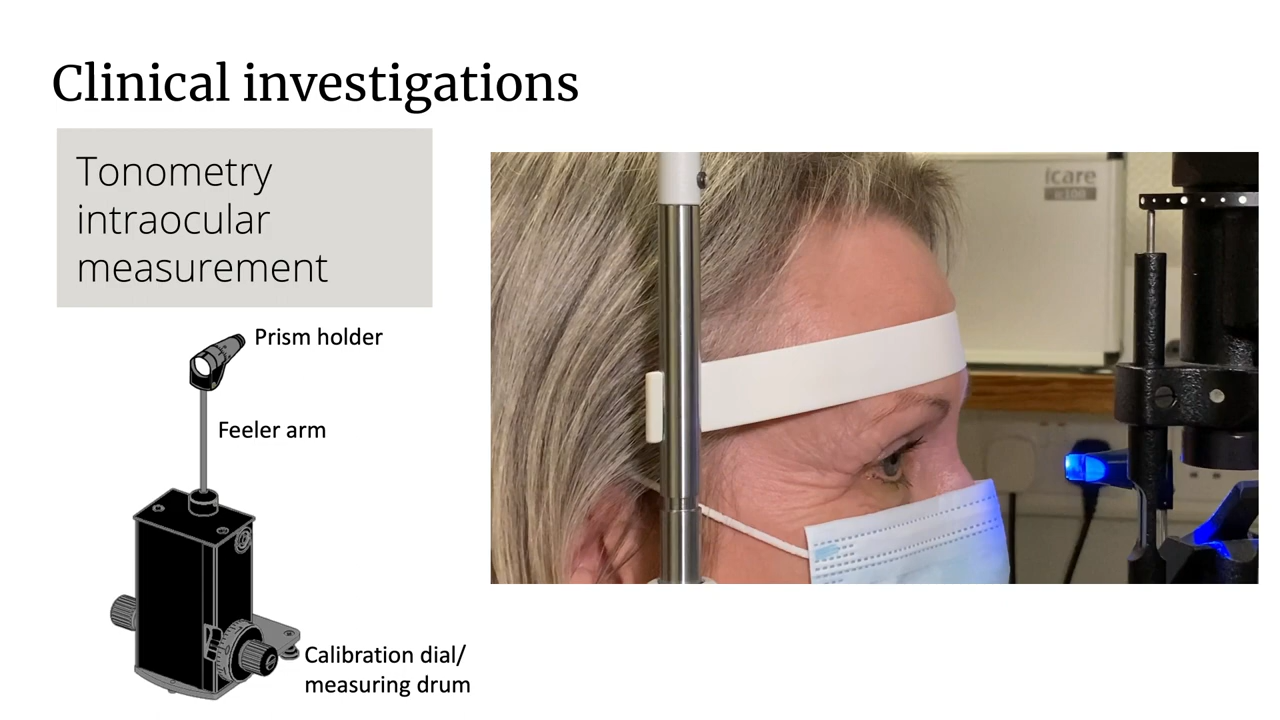 Clinical investigations
Tonometry
intraocular
measurement
Prism holder
Feeler arm
Calibration dial/
measuring drum
icare